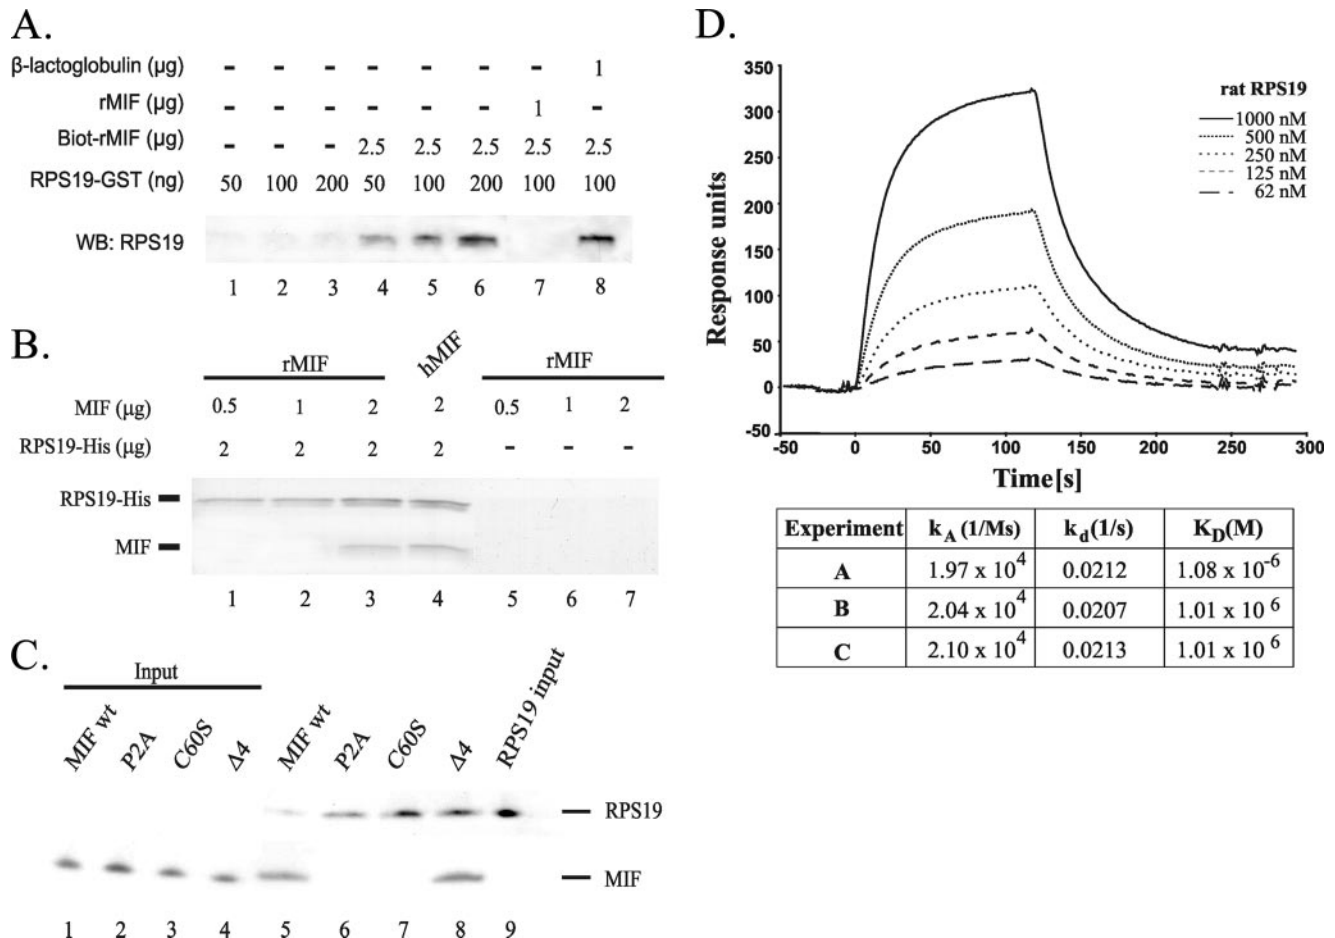 A.
β-lactoglobulin (µg) - - - - - - - 1
rMIF (µg) - - - - - - 1 -
Biot-rMIF (µg) - - - 2.5 2.5 2.5 2.5 2.5
RPS19-GST (ng) 50 100 200 50 100 200 100 100
WB: RPS19
1 2 3 4 5 6 7 8
B.
rMIF hMIF rMIF
MIF (µg) 0.5 1 2 2 0.5 1 2
RPS19-His (µg) 2 2 2 2 - - -
RPS19-His
MIF
1 2 3 4 5 6 7
C.
Input
MIF wt P2A C60S Δ4 MIF wt P2A C60S Δ4 RPS19 input
RPS19
MIF
1 2 3 4 5 6 7 8 9
D.
Response units
350
300
250
200
150
100
50
0
-50
-50 0 50 100 150 200 250 300
Time[s]
rat RPS19
1000 nM
500 nM
250 nM
125 nM
62 nM
Experiment k A (1/Ms) k d(1/s) K D(M)
A 1.97 x 10^4 0.0212 1.08 x 10^-6
B 2.04 x 10^4 0.0207 1.01 x 10^6
C 2.10 x 10^4 0.0213 1.01 x 10^6